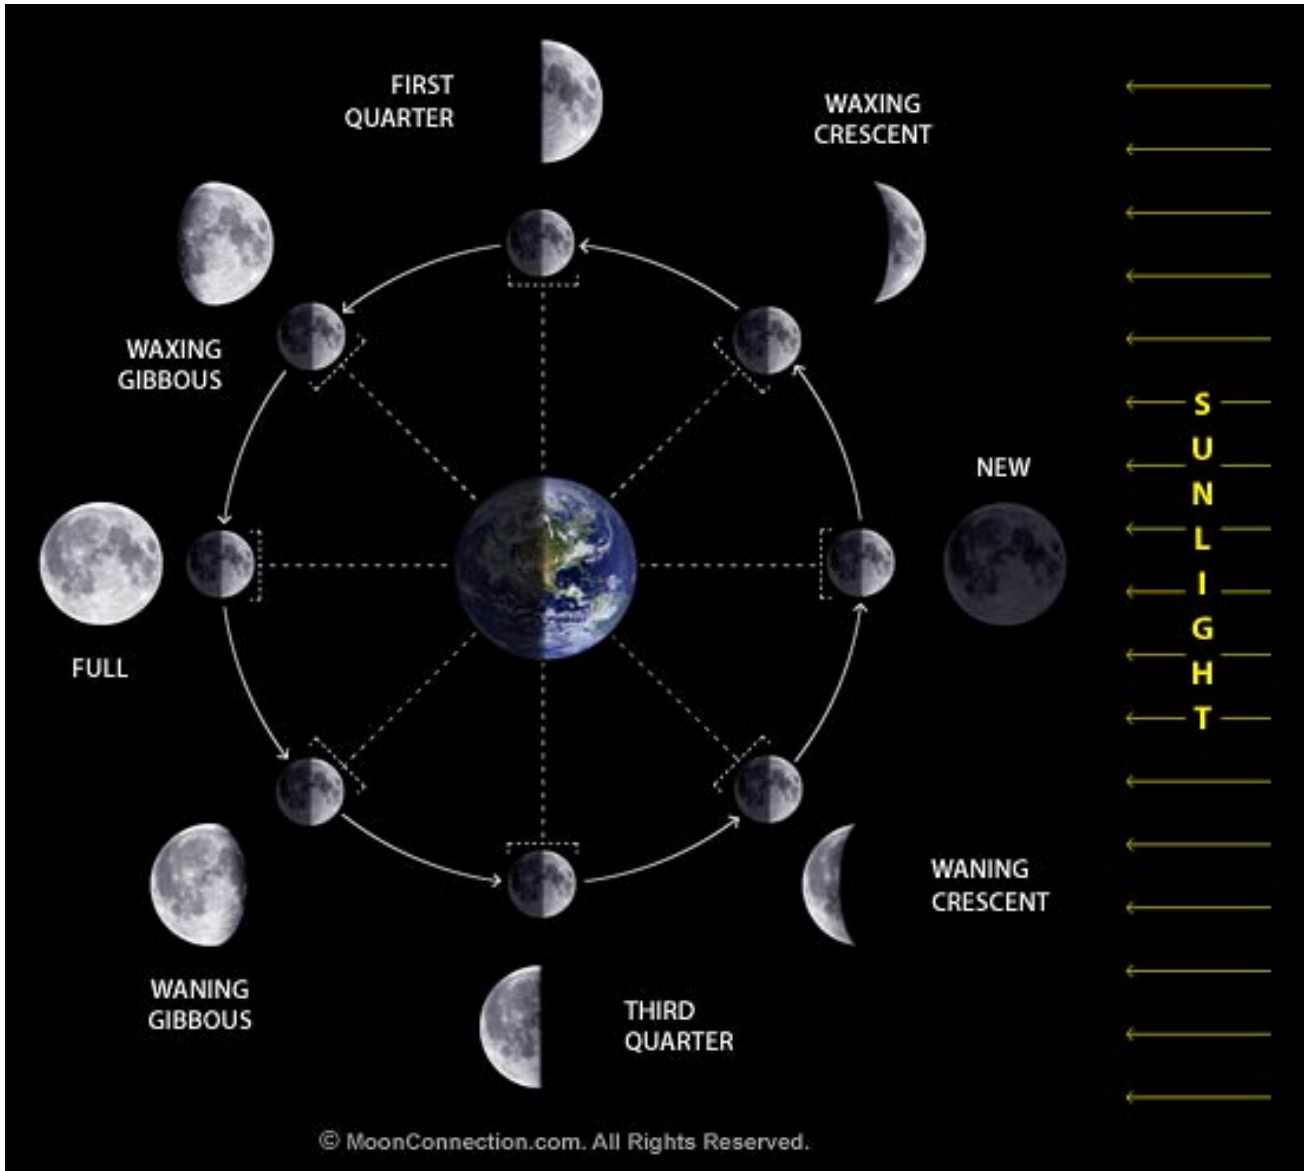 FIRST
QUARTER
WAXING
CRESCENT
WAXING
GIBBOUS
NEW
SUNLIGHT
FULL
WANING
CRESCENT
WANING
GIBBOUS
THIRD
QUARTER
© MoonConnection.com. All Rights Reserved.